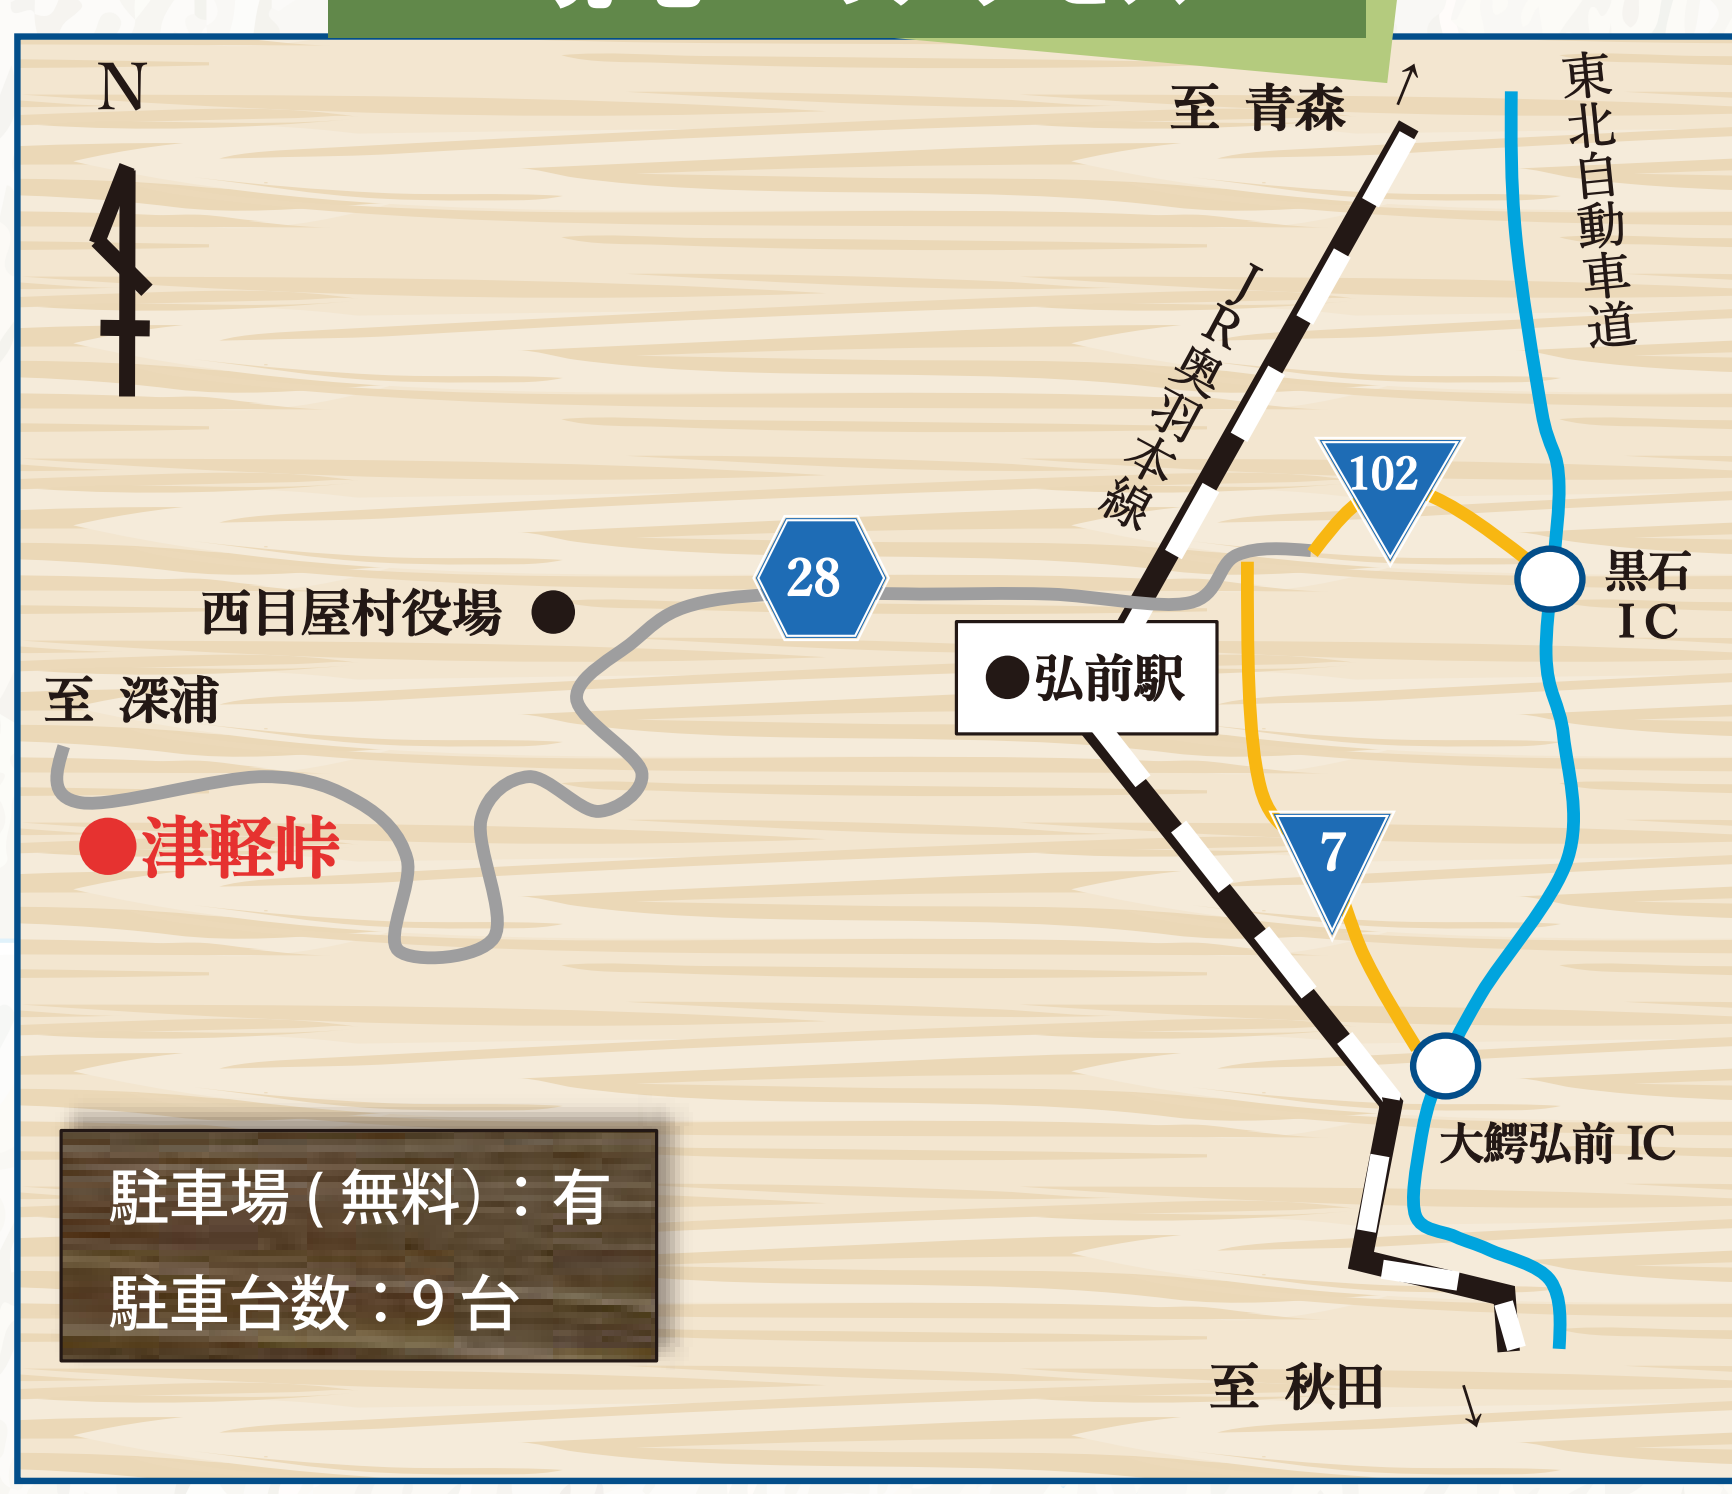 N
至 青森
東北自動車道
JR奥羽本線
102
28
黒石
IC
西目屋村役場
弘前駅
至 深浦
津軽峠
7
大鰐弘前 IC
駐車場(無料)：有
駐車台数：9台
至 秋田